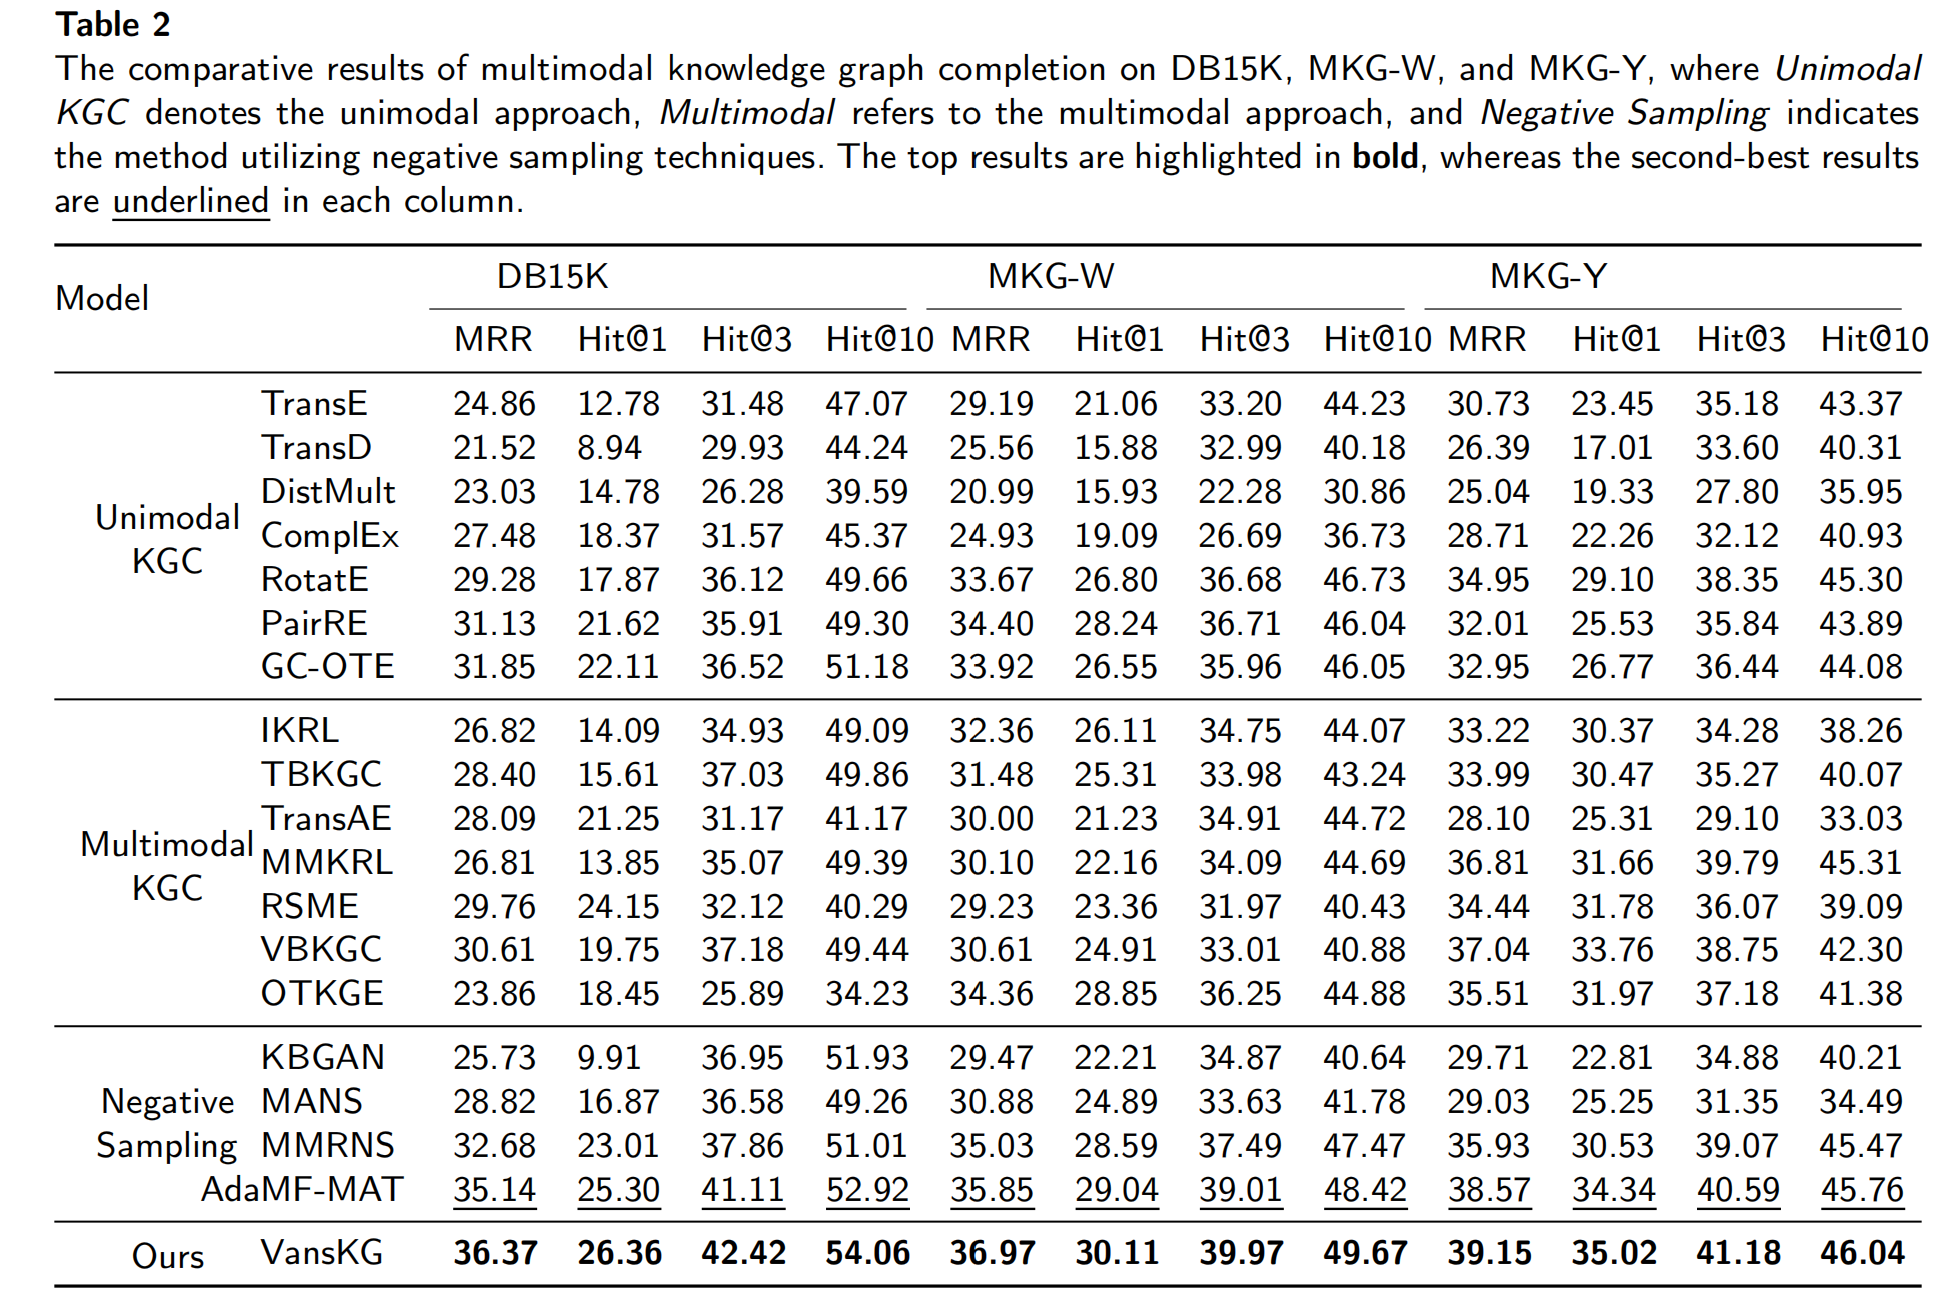 Table 2
The comparative results of multimodal knowledge graph completion on DB15K, MKG-W, and MKG-Y, where Unimodal
KGC denotes the unimodal approach, Multimodal refers to the multimodal approach, and Negative Sampling indicates
the method utilizing negative sampling techniques. The top results are highlighted in bold, whereas the second-best results
are underlined in each column.
Model DB15K MKG-W MKG-Y
MRR Hit@1 Hit@3 Hit@10 MRR Hit@1 Hit@3 Hit@10 MRR Hit@1 Hit@3 Hit@10
Unimodal
KGC
TransE 24.86 12.78 31.48 47.07 29.19 21.06 33.20 44.23 30.73 23.45 35.18 43.37
TransD 21.52 8.94 29.93 44.24 25.56 15.88 32.99 40.18 26.39 17.01 33.60 40.31
DistMult 23.03 14.78 26.28 39.59 20.99 15.93 22.28 30.86 25.04 19.33 27.80 35.95
ComplEx 27.48 18.37 31.57 45.37 24.93 19.09 26.69 36.73 28.71 22.26 32.12 40.93
RotatE 29.28 17.87 36.12 49.66 33.67 26.80 36.68 46.73 34.95 29.10 38.35 45.30
PairRE 31.13 21.62 35.91 49.30 34.40 28.24 36.71 46.04 32.01 25.53 35.84 43.89
GC-OTE 31.85 22.11 36.52 51.18 33.92 26.55 35.96 46.05 32.95 26.77 36.44 44.08
Multimodal
KGC
IKRL 26.82 14.09 34.93 49.09 32.36 26.11 34.75 44.07 33.22 30.37 34.28 38.26
TBKGC 28.40 15.61 37.03 49.86 31.48 25.31 33.98 43.24 33.99 30.47 35.27 40.07
TransAE 28.09 21.25 31.17 41.17 30.00 21.23 34.91 44.72 28.10 25.31 29.10 33.03
MMKRL 26.81 13.85 35.07 49.39 30.10 22.16 34.09 44.69 36.81 31.66 39.79 45.31
RSME 29.76 24.15 32.12 40.29 29.23 23.36 31.97 40.43 34.44 31.78 36.07 39.09
VBKGC 30.61 19.75 37.18 49.44 30.61 24.91 33.01 40.88 37.04 33.76 38.75 42.30
OTKGE 23.86 18.45 25.89 34.23 34.36 28.85 36.25 44.88 35.51 31.97 37.18 41.38
Negative
Sampling
KBGAN 25.73 9.91 36.95 51.93 29.47 22.21 34.87 40.64 29.71 22.81 34.88 40.21
MANS 28.82 16.87 36.58 49.26 30.88 24.89 33.63 41.78 29.03 25.25 31.35 34.49
MMRNS 32.68 23.01 37.86 51.01 35.03 28.59 37.49 47.47 35.93 30.53 39.07 45.47
AdaMF-MAT 35.14 25.30 41.11 52.92 35.85 29.04 39.01 48.42 38.57 34.34 40.59 45.76
Ours VansKG 36.37 26.36 42.42 54.06 36.97 30.11 39.97 49.67 39.15 35.02 41.18 46.04